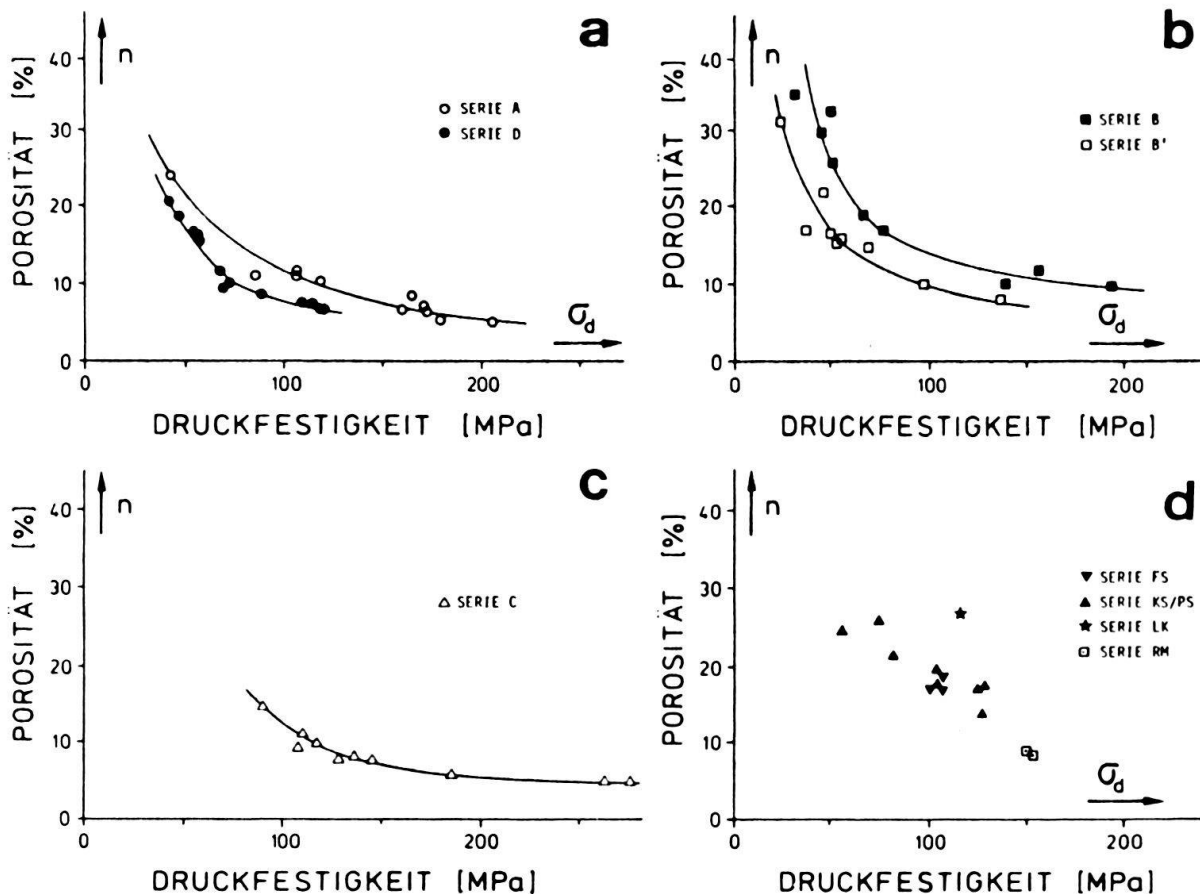 a
n
POROSITÄT [%]
40
30
20
10
0
SERIE A
SERIE D
σd
0
100
200
DRUCKFESTIGKEIT [MPa]
b
n
POROSITÄT [%]
40
30
20
10
0
SERIE B
SERIE B'
σd
0
100
200
DRUCKFESTIGKEIT [MPa]
c
n
POROSITÄT [%]
40
30
20
10
0
SERIE C
0
100
200
DRUCKFESTIGKEIT [MPa]
d
n
POROSITÄT [%]
40
30
20
10
0
SERIE FS
SERIE KS/PS
SERIE LK
SERIE RM
σd
0
100
200
DRUCKFESTIGKEIT [MPa]